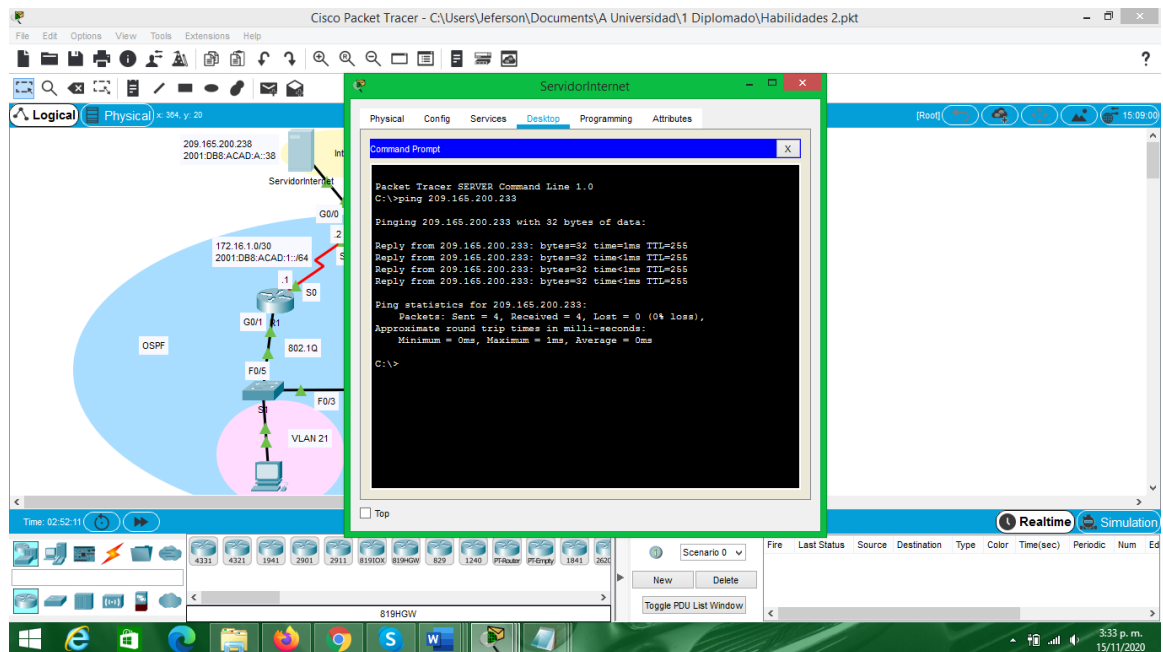 Cisco Packet Tracer - C:\Users\Jeferson\Documents\A Universidad\1 Diplomado\Habilidades 2.pkt
File Edit Options View Tools Extensions Help
?
Logical Physical x: 364, y: 20
[Root] 15:09:00
ServidorInternet
Physical Config Services Desktop Programming Attributes
Command Prompt X
Packet Tracer SERVER Command Line 1.0
C:\>ping 209.165.200.233
Pinging 209.165.200.233 with 32 bytes of data:
Reply from 209.165.200.233: bytes=32 time=1ms TTL=255
Reply from 209.165.200.233: bytes=32 time<1ms TTL=255
Reply from 209.165.200.233: bytes=32 time<1ms TTL=255
Reply from 209.165.200.233: bytes=32 time<1ms TTL=255
Ping statistics for 209.165.200.233:
Packets: Sent = 4, Received = 4, Lost = 0 (0% loss),
Approximate round trip times in milli-seconds:
Minimum = 0ms, Maximum = 1ms, Average = 0ms
C:\>
Top
209.165.200.238
2001:DB8:ACAD:A::38
Int
ServidorInternet
G0/0
.2
172.16.1.0/30
2001:DB8:ACAD:1::/64
S
.1
S0
G0/1 R1
OSPF
802.1Q
F0/5
S1
F0/3
VLAN 21
Time: 02:52:11
Realtime Simulation
4331 4321 1941 2901 2911 819IOX 819HGW 829 1240 PT-Router PT-Empty 1841 262
819HGW
Scenario 0
New Delete
Toggle PDU List Window
Fire Last Status Source Destination Type Color Time(sec) Periodic Num Ed
3:33 p. m.
15/11/2020